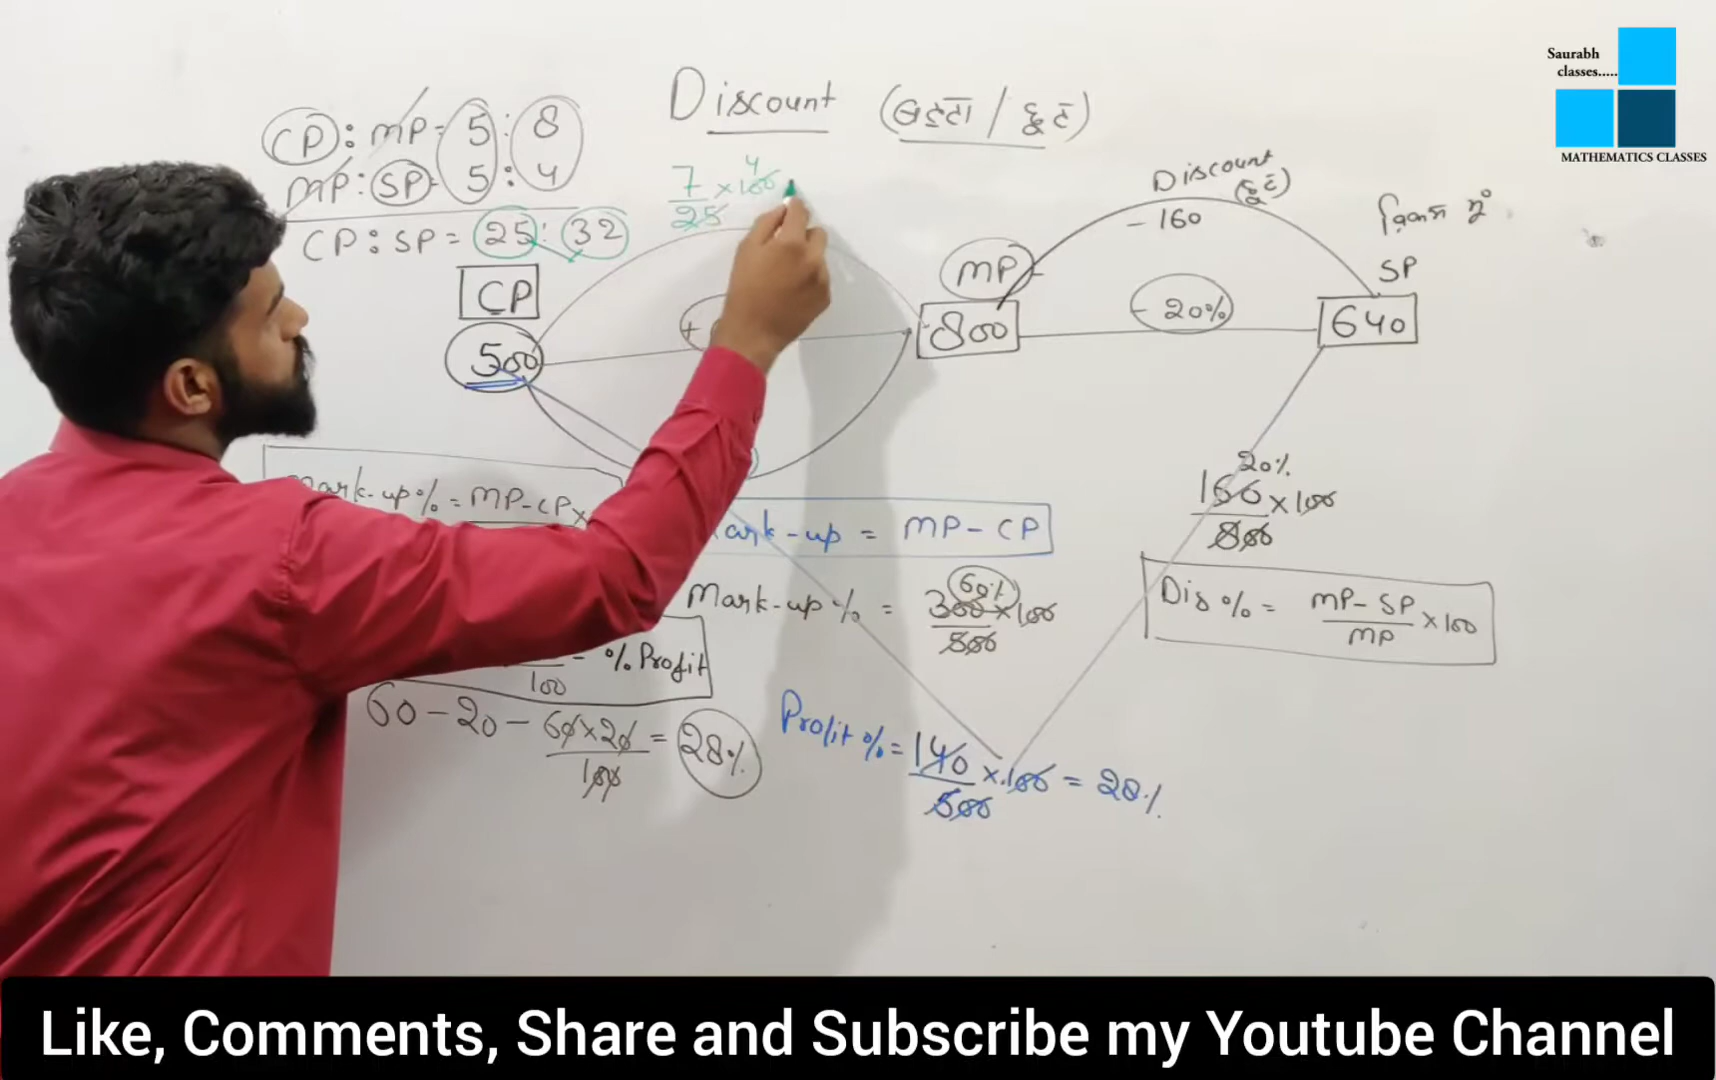 Saurabh
classes.....
MATHEMATICS CLASSES
Discount (बट्टा / छूट)
CP : MP = 5 : 8
MP : SP = 5 : 4
CP : SP = 25 : 32
7/25 × 100 4
Discount
(छूट)
- 160
CP
MP
SP
500
+
800
- 20%
640
Mark-up% = MP - CP ×
Mark-up = MP - CP
20%
160/800 × 100
Mark-up % = 300/500 × 100 60%
Dis % = MP - SP/MP × 100
100
- % Profit
60 - 20 - 60×20/100 = 28%
Profit % = 140/500 × 100 = 28%
Like, Comments, Share and Subscribe my Youtube Channel